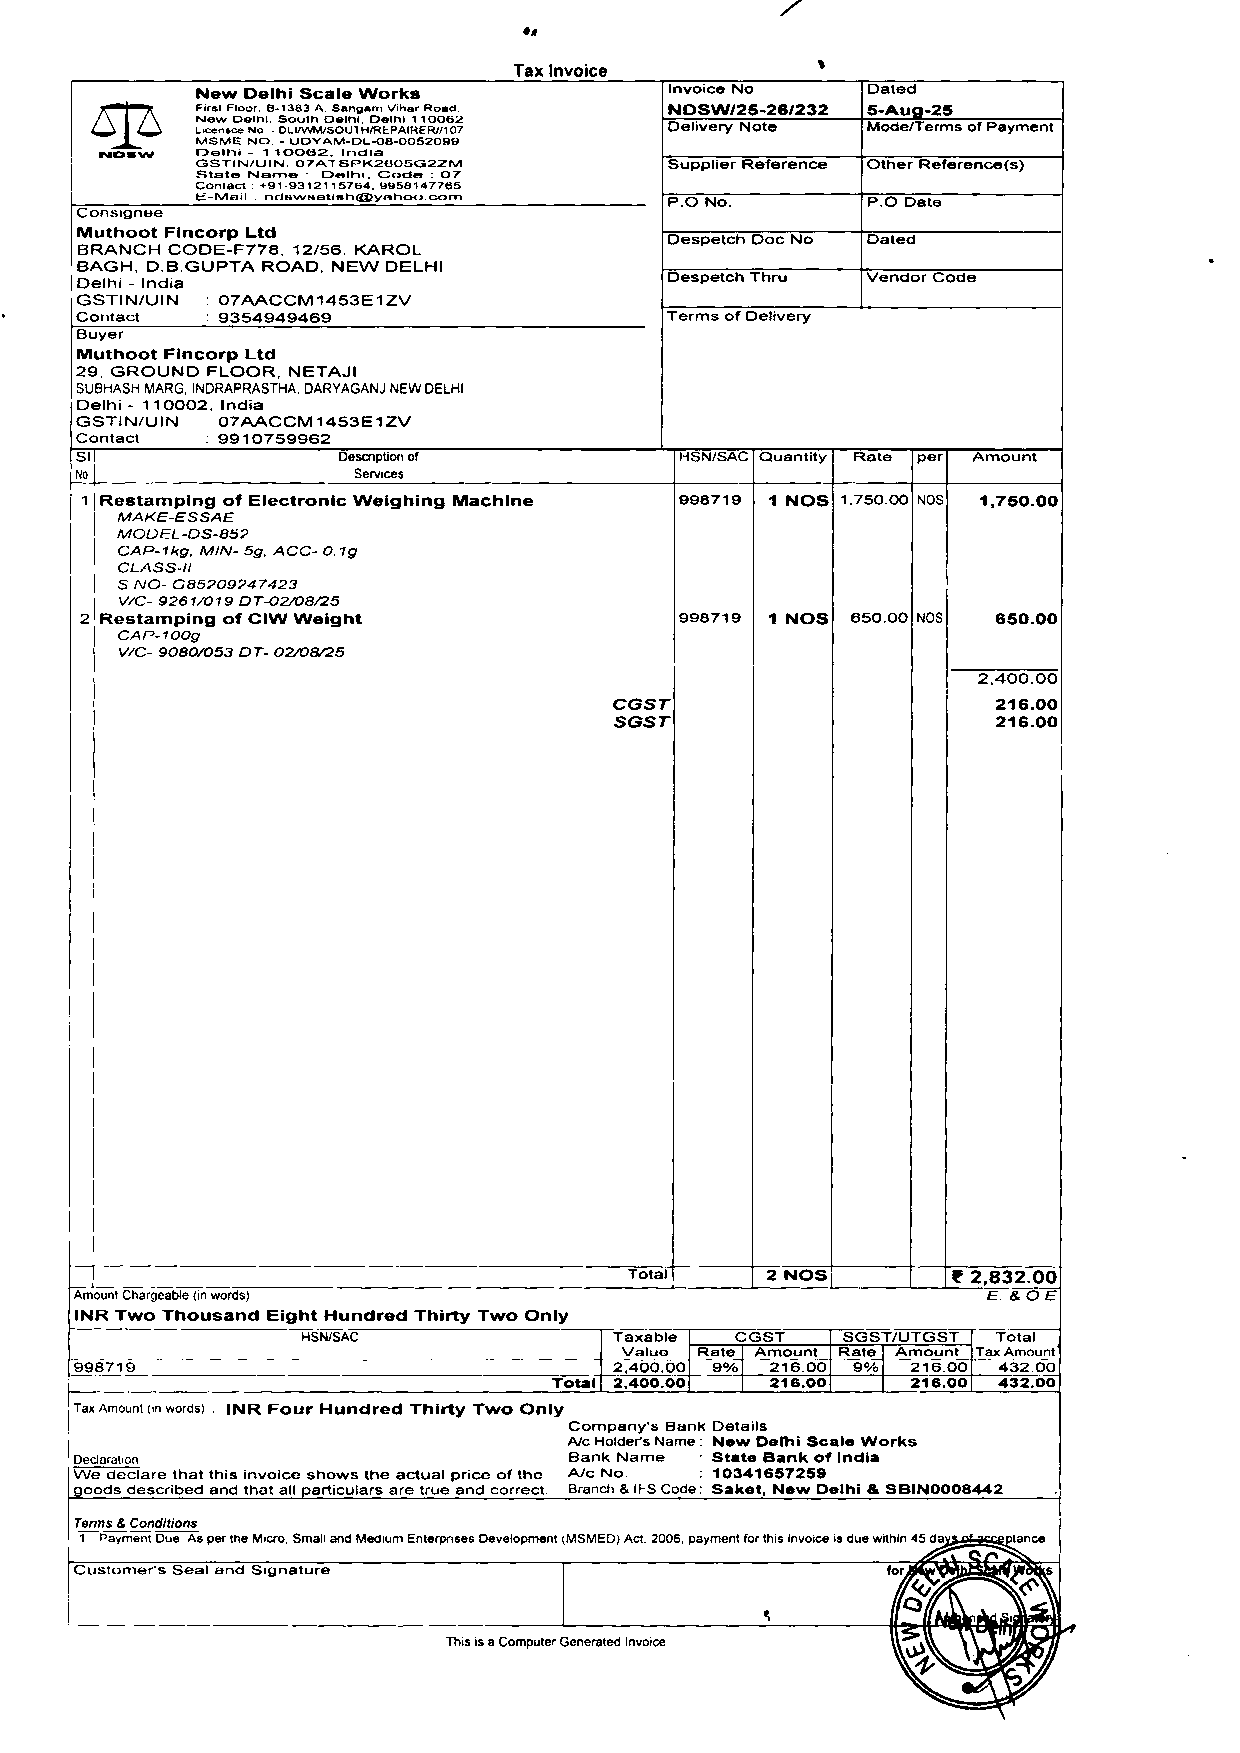 Tax Invoice
New Delhi Scale Works
First Floor, B-1383 A, Sangam Vihar Road,
New Delhi, South Delhi, Delhi 110062
Licensce No - DL/WM/SOUTH/REPAIRER/107
MSME NO. - UDYAM-DL-08-0052099
Delhi - 110062, India
GSTIN/UIN. 07ATSPK2805G2ZM
State Name : Delhi, Code : 07
Contact : +91-9312115764, 9958147765
E-Mail : ndswsatish@yahoo.com
NDSW
Invoice No
NDSW/25-26/232
Dated
5-Aug-25
Delivery Note
Mode/Terms of Payment
Supplier Reference
Other Reference(s)
P.O No.
P.O Date
Despetch Doc No
Dated
Despetch Thru
Vendor Code
Terms of Delivery
Consignee
Muthoot Fincorp Ltd
BRANCH CODE-F778, 12/56, KAROL
BAGH, D.B.GUPTA ROAD, NEW DELHI
Delhi - India
GSTIN/UIN : 07AACCM1453E1ZV
Contact : 9354949469
Buyer
Muthoot Fincorp Ltd
29, GROUND FLOOR, NETAJI
SUBHASH MARG, INDRAPRASTHA, DARYAGANJ NEW DELHI
Delhi - 110002, India
GSTIN/UIN 07AACCM1453E1ZV
Contact : 9910759962
Sl No Description of Services HSN/SAC Quantity Rate per Amount
1 Restamping of Electronic Weighing Machine 998719 1 NOS 1,750.00 NOS 1,750.00
MAKE-ESSAE
MODEL-DS-852
CAP-1kg, MIN- 5g, ACC- 0.1g
CLASS-II
S NO- G85209247423
V/C- 9261/019 DT-02/08/25
2 Restamping of CIW Weight 998719 1 NOS 650.00 NOS 650.00
CAP-100g
V/C- 9080/053 DT- 02/08/25
2,400.00
CGST 216.00
SGST 216.00
Total 2 NOS ₹ 2,832.00
Amount Chargeable (in words) E. & O E
INR Two Thousand Eight Hundred Thirty Two Only
HSN/SAC Taxable Value CGST SGST/UTGST Total Tax Amount
Rate Amount Rate Amount
998719 2,400.00 9% 216.00 9% 216.00 432.00
Total 2,400.00 216.00 216.00 432.00
Tax Amount (in words) . INR Four Hundred Thirty Two Only
Company's Bank Details
A/c Holder's Name : New Delhi Scale Works
Bank Name : State Bank of India
A/c No. : 10341657259
Branch & IFS Code : Saket, New Delhi & SBIN0008442
Declaration
We declare that this invoice shows the actual price of the
goods described and that all particulars are true and correct.
Terms & Conditions
1 Payment Due As per the Micro, Small and Medium Enterprises Development (MSMED) Act, 2006, payment for this invoice is due within 45 days of acceptance
Customer's Seal and Signature
for New Delhi Scale Works
NEW DELHI SCALE WORKS
New Delhi
This is a Computer Generated Invoice